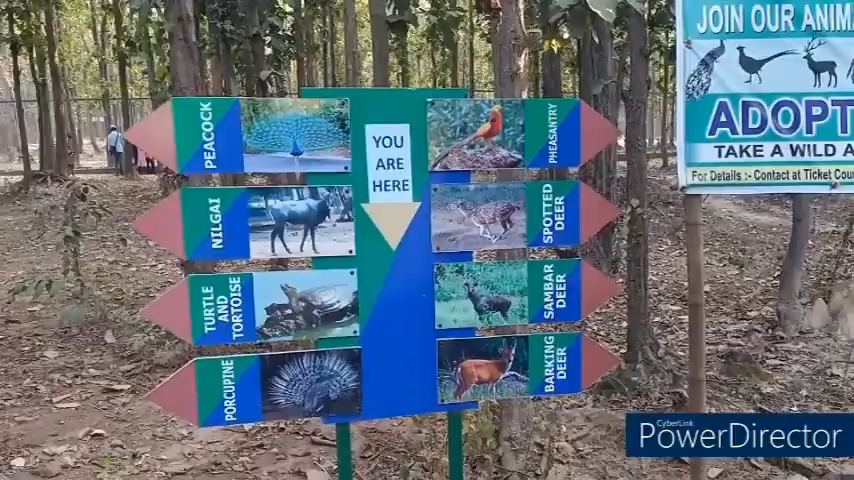 PEACOCK
NILGAI
TURTLE
AND
TORTOISE
PORCUPINE
YOU
ARE
HERE
PHEASANTRY
SPOTTED
DEER
SAMBAR
DEER
BARKING
DEER
JOIN OUR ANIMA
ADOPT
TAKE A WILD A
For Details :- Contact at Ticket Cou
CyberLink
PowerDirector